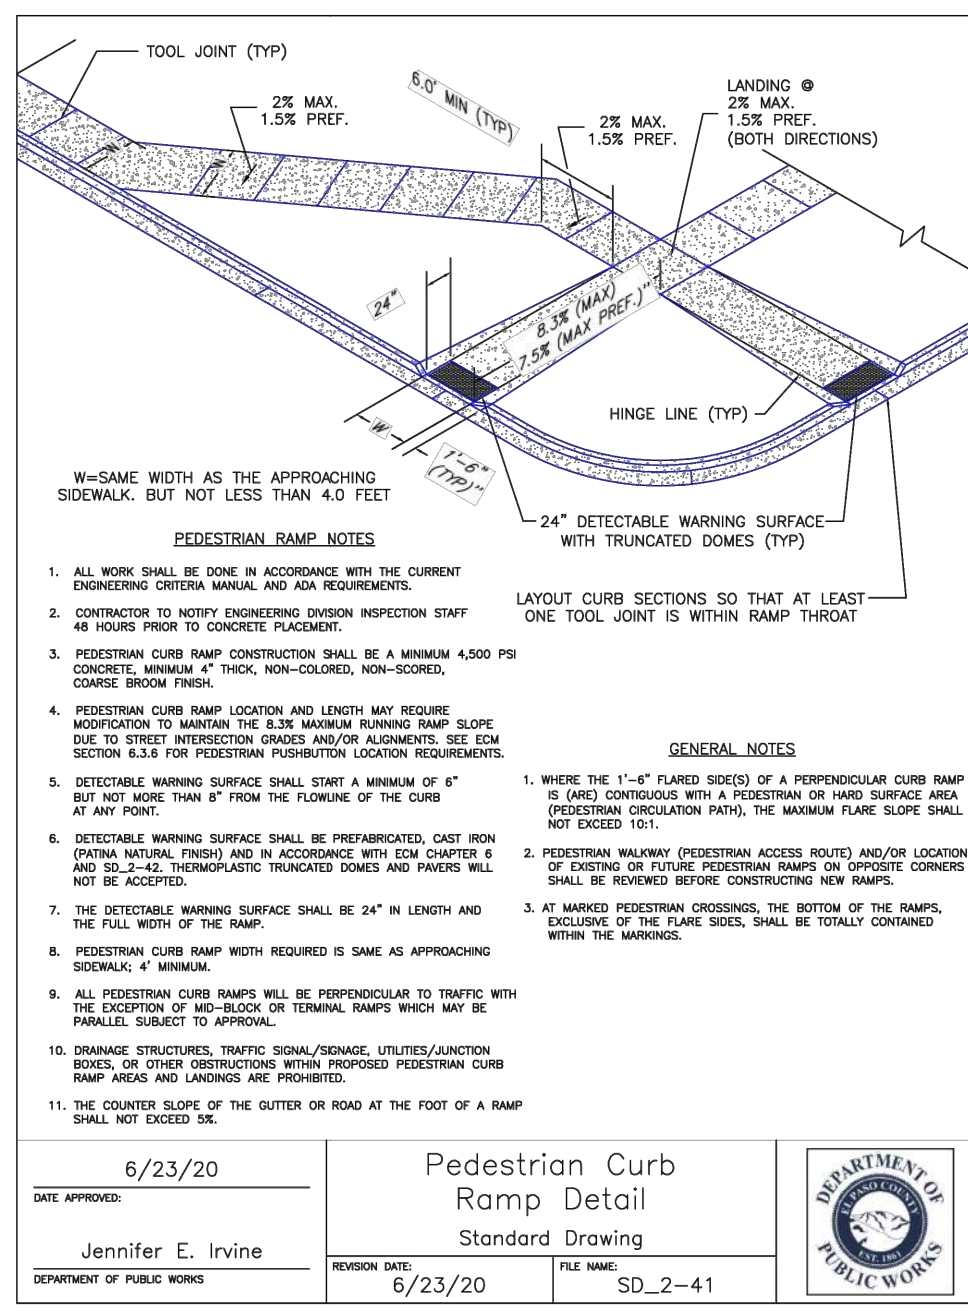 TOOL JOINT (TYP)
2% MAX.
1.5% PREF.
6.0' MIN (TYP)
2% MAX.
1.5% PREF.
LANDING @
2% MAX.
1.5% PREF.
(BOTH DIRECTIONS)
W
W
24"
8.3% (MAX)
7.5% (MAX PREF.)"
HINGE LINE (TYP)
W
1'-6"
(TYP)"
W=SAME WIDTH AS THE APPROACHING
SIDEWALK. BUT NOT LESS THAN 4.0 FEET
24" DETECTABLE WARNING SURFACE
WITH TRUNCATED DOMES (TYP)
LAYOUT CURB SECTIONS SO THAT AT LEAST
ONE TOOL JOINT IS WITHIN RAMP THROAT
PEDESTRIAN RAMP NOTES
1. ALL WORK SHALL BE DONE IN ACCORDANCE WITH THE CURRENT
ENGINEERING CRITERIA MANUAL AND ADA REQUIREMENTS.
2. CONTRACTOR TO NOTIFY ENGINEERING DIVISION INSPECTION STAFF
48 HOURS PRIOR TO CONCRETE PLACEMENT.
3. PEDESTRIAN CURB RAMP CONSTRUCTION SHALL BE A MINIMUM 4,500 PSI
CONCRETE, MINIMUM 4" THICK, NON-COLORED, NON-SCORED,
COARSE BROOM FINISH.
4. PEDESTRIAN CURB RAMP LOCATION AND LENGTH MAY REQUIRE
MODIFICATION TO MAINTAIN THE 8.3% MAXIMUM RUNNING RAMP SLOPE
DUE TO STREET INTERSECTION GRADES AND/OR ALIGNMENTS. SEE ECM
SECTION 6.3.6 FOR PEDESTRIAN PUSHBUTTON LOCATION REQUIREMENTS.
5. DETECTABLE WARNING SURFACE SHALL START A MINIMUM OF 6"
BUT NOT MORE THAN 8" FROM THE FLOWLINE OF THE CURB
AT ANY POINT.
6. DETECTABLE WARNING SURFACE SHALL BE PREFABRICATED, CAST IRON
(PATINA NATURAL FINISH) AND IN ACCORDANCE WITH ECM CHAPTER 6
AND SD_2-42. THERMOPLASTIC TRUNCATED DOMES AND PAVERS WILL
NOT BE ACCEPTED.
7. THE DETECTABLE WARNING SURFACE SHALL BE 24" IN LENGTH AND
THE FULL WIDTH OF THE RAMP.
8. PEDESTRIAN CURB RAMP WIDTH REQUIRED IS SAME AS APPROACHING
SIDEWALK; 4' MINIMUM.
9. ALL PEDESTRIAN CURB RAMPS WILL BE PERPENDICULAR TO TRAFFIC WITH
THE EXCEPTION OF MID-BLOCK OR TERMINAL RAMPS WHICH MAY BE
PARALLEL SUBJECT TO APPROVAL.
10. DRAINAGE STRUCTURES, TRAFFIC SIGNAL/SIGNAGE, UTILITIES/JUNCTION
BOXES, OR OTHER OBSTRUCTIONS WITHIN PROPOSED PEDESTRIAN CURB
RAMP AREAS AND LANDINGS ARE PROHIBITED.
11. THE COUNTER SLOPE OF THE GUTTER OR ROAD AT THE FOOT OF A RAMP
SHALL NOT EXCEED 5%.
GENERAL NOTES
1. WHERE THE 1'-6" FLARED SIDE(S) OF A PERPENDICULAR CURB RAMP
IS (ARE) CONTIGUOUS WITH A PEDESTRIAN OR HARD SURFACE AREA
(PEDESTRIAN CIRCULATION PATH), THE MAXIMUM FLARE SLOPE SHALL
NOT EXCEED 10:1.
2. PEDESTRIAN WALKWAY (PEDESTRIAN ACCESS ROUTE) AND/OR LOCATION
OF EXISTING OR FUTURE PEDESTRIAN RAMPS ON OPPOSITE CORNERS
SHALL BE REVIEWED BEFORE CONSTRUCTING NEW RAMPS.
3. AT MARKED PEDESTRIAN CROSSINGS, THE BOTTOM OF THE RAMPS,
EXCLUSIVE OF THE FLARE SIDES, SHALL BE TOTALLY CONTAINED
WITHIN THE MARKINGS.
6/23/20
DATE APPROVED:
Jennifer E. Irvine
DEPARTMENT OF PUBLIC WORKS
Pedestrian Curb
Ramp Detail
Standard Drawing
REVISION DATE:
6/23/20
FILE NAME:
SD_2-41
DEPARTMENT OF
EL PASO COUNTY
EST. 1861
PUBLIC WORKS